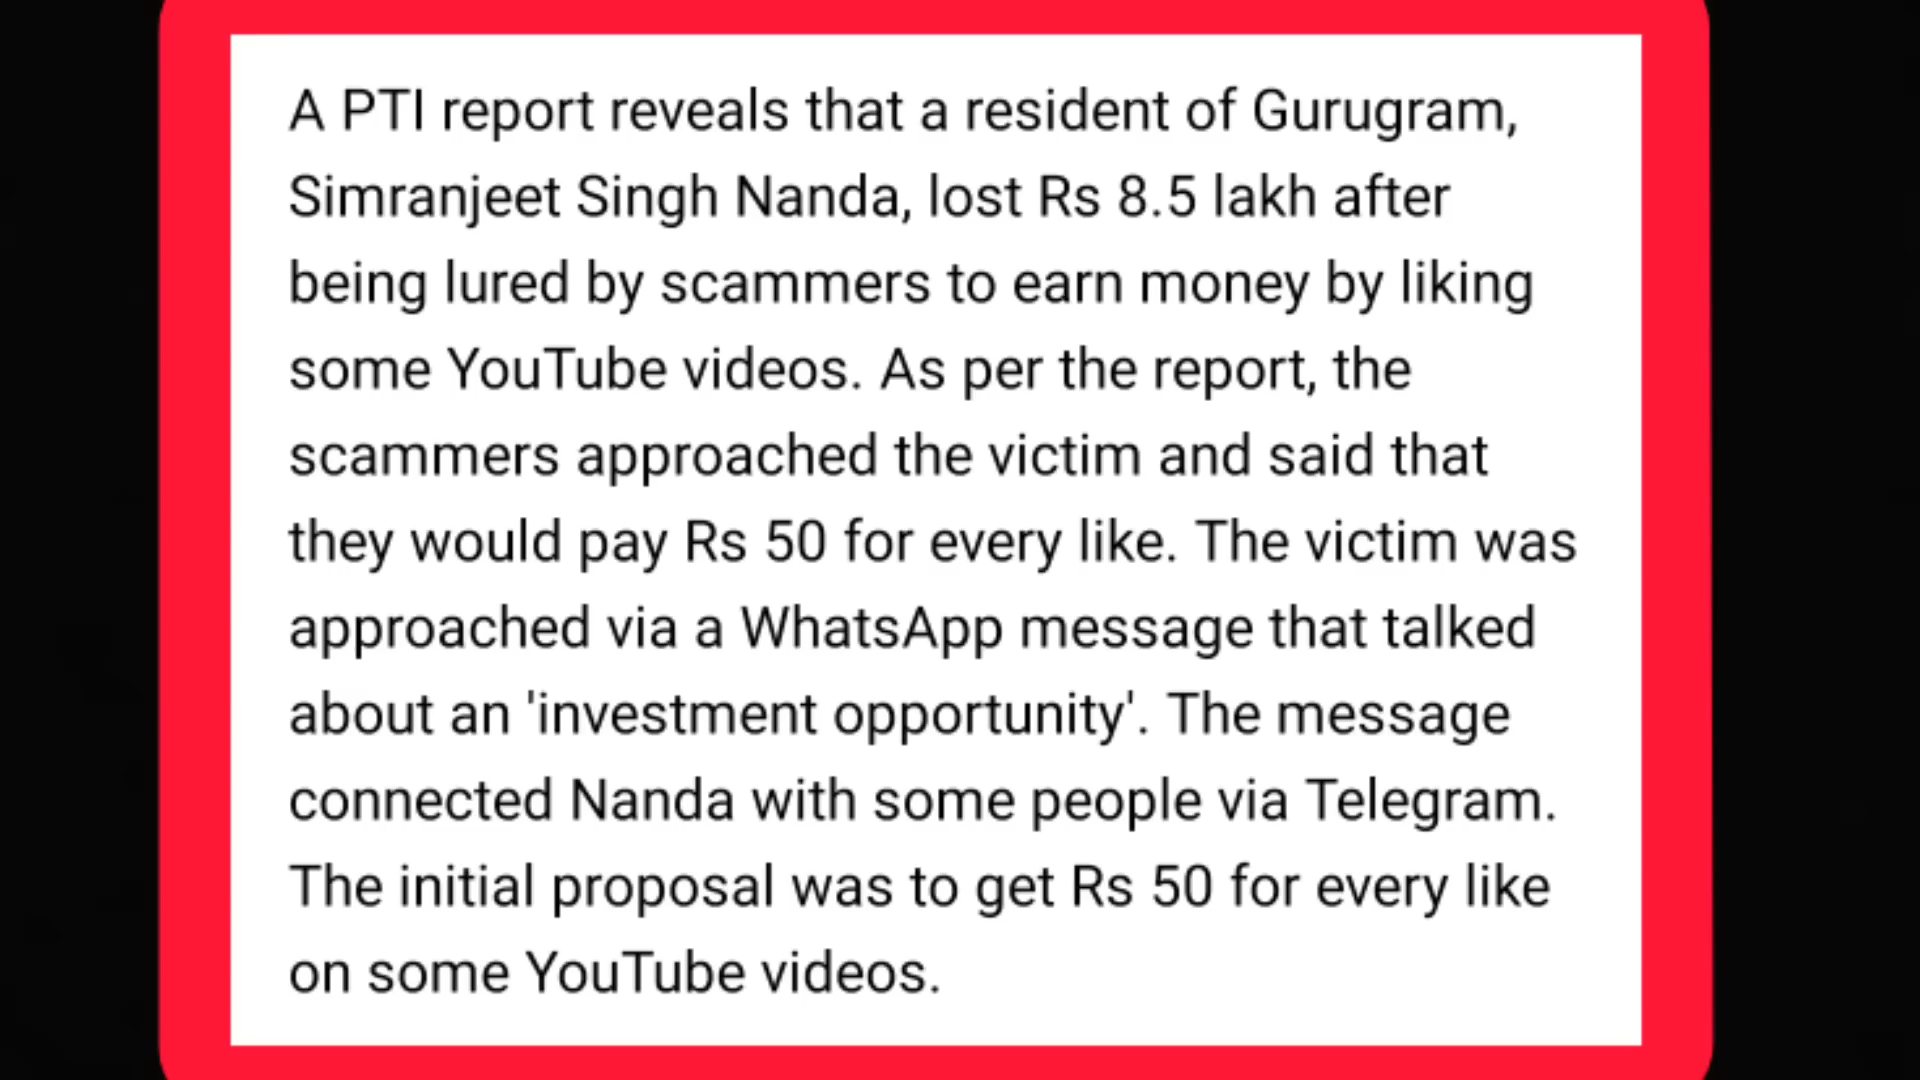 A PTI report reveals that a resident of Gurugram,
Simranjeet Singh Nanda, lost Rs 8.5 lakh after
being lured by scammers to earn money by liking
some YouTube videos. As per the report, the
scammers approached the victim and said that
they would pay Rs 50 for every like. The victim was
approached via a WhatsApp message that talked
about an 'investment opportunity'. The message
connected Nanda with some people via Telegram.
The initial proposal was to get Rs 50 for every like
on some YouTube videos.